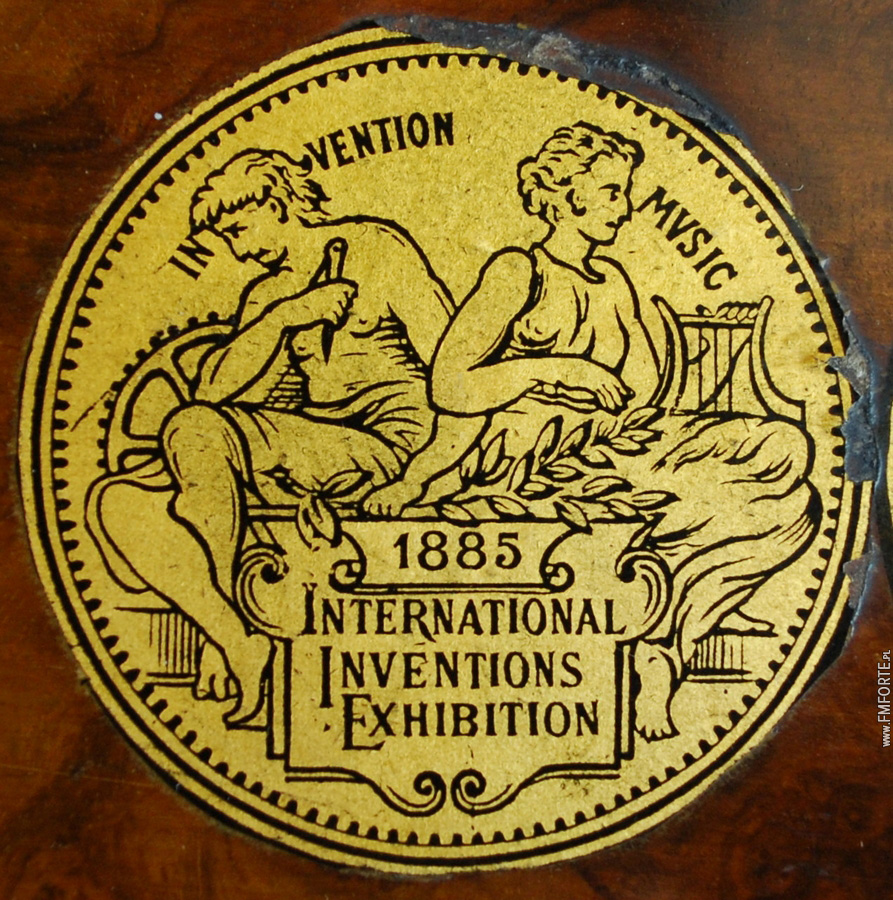 INVENTION
MVSIC
1885
INTERNATIONAL
INVENTIONS
EXHIBITION
www.FMFORTE.PL